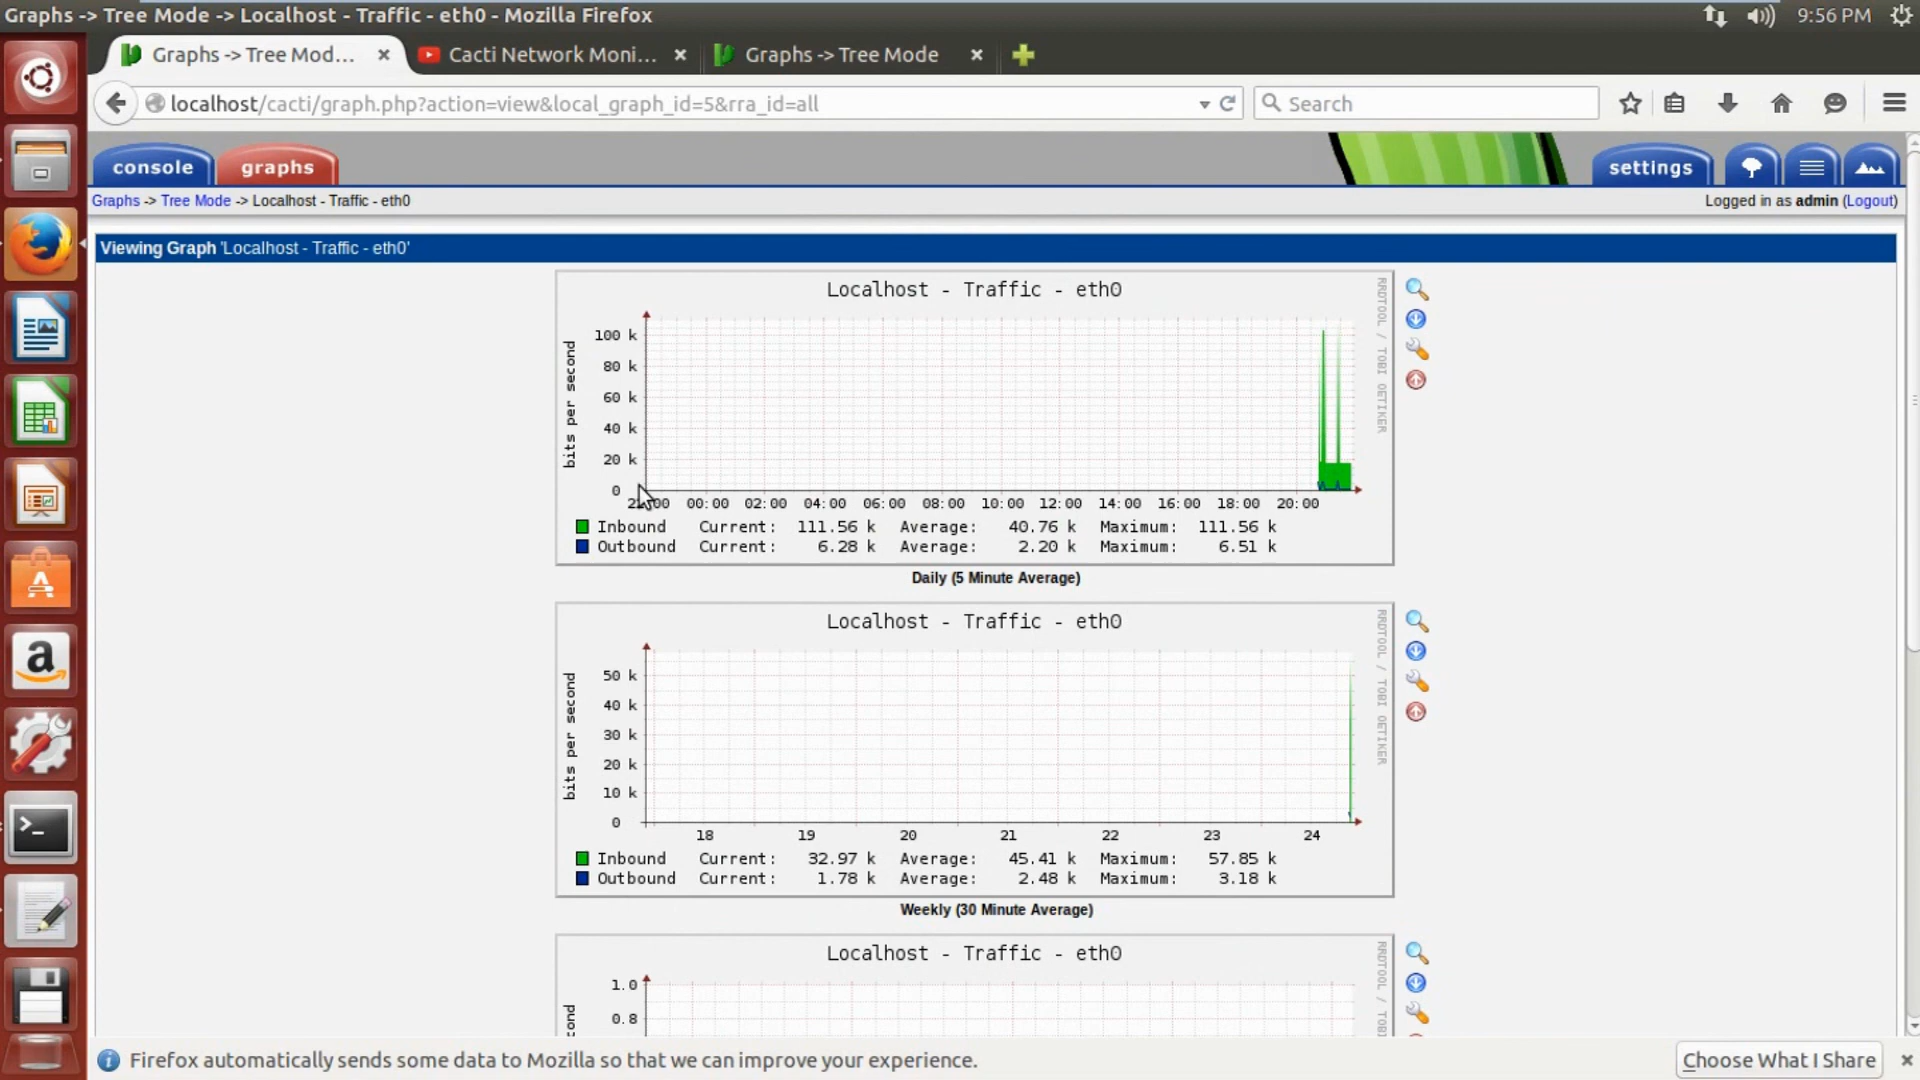 Graphs -> Tree Mode -> Localhost - Traffic - eth0 - Mozilla Firefox
9:56 PM
Graphs -> Tree Mod...
Cacti Network Moni...
Graphs -> Tree Mode
localhost/cacti/graph.php?action=view&local_graph_id=5&rra_id=all
Search
console
graphs
settings
Graphs -> Tree Mode -> Localhost - Traffic - eth0
Logged in as admin (Logout)
Viewing Graph 'Localhost - Traffic - eth0'
Localhost - Traffic - eth0
RRDTOOL / TOBI OETIKER
bits per second
100 k
80 k
60 k
40 k
20 k
0
00:00 02:00 04:00 06:00 08:00 10:00 12:00 14:00 16:00 18:00 20:00
Inbound Current: 111.56 k Average: 40.76 k Maximum: 111.56 k
Outbound Current: 6.28 k Average: 2.20 k Maximum: 6.51 k
Daily (5 Minute Average)
Localhost - Traffic - eth0
RRDTOOL / TOBI OETIKER
bits per second
50 k
40 k
30 k
20 k
10 k
0
18 19 20 21 22 23 24
Inbound Current: 32.97 k Average: 45.41 k Maximum: 57.85 k
Outbound Current: 1.78 k Average: 2.48 k Maximum: 3.18 k
Weekly (30 Minute Average)
Localhost - Traffic - eth0
RRDTOOL / TO
ond
1.0
0.8
Firefox automatically sends some data to Mozilla so that we can improve your experience.
Choose What I Share